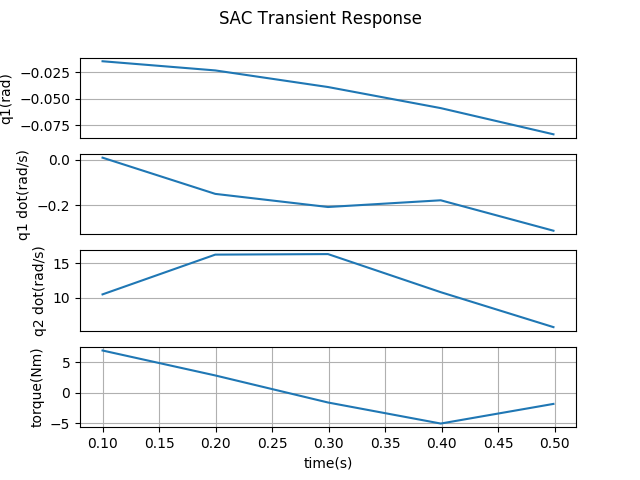 SAC Transient Response
q1(rad)
−0.025
−0.050
−0.075
q1 dot(rad/s)
0.0
−0.2
q2 dot(rad/s)
15
10
torque(Nm)
5
0
−5
0.10 0.15 0.20 0.25 0.30 0.35 0.40 0.45 0.50
time(s)